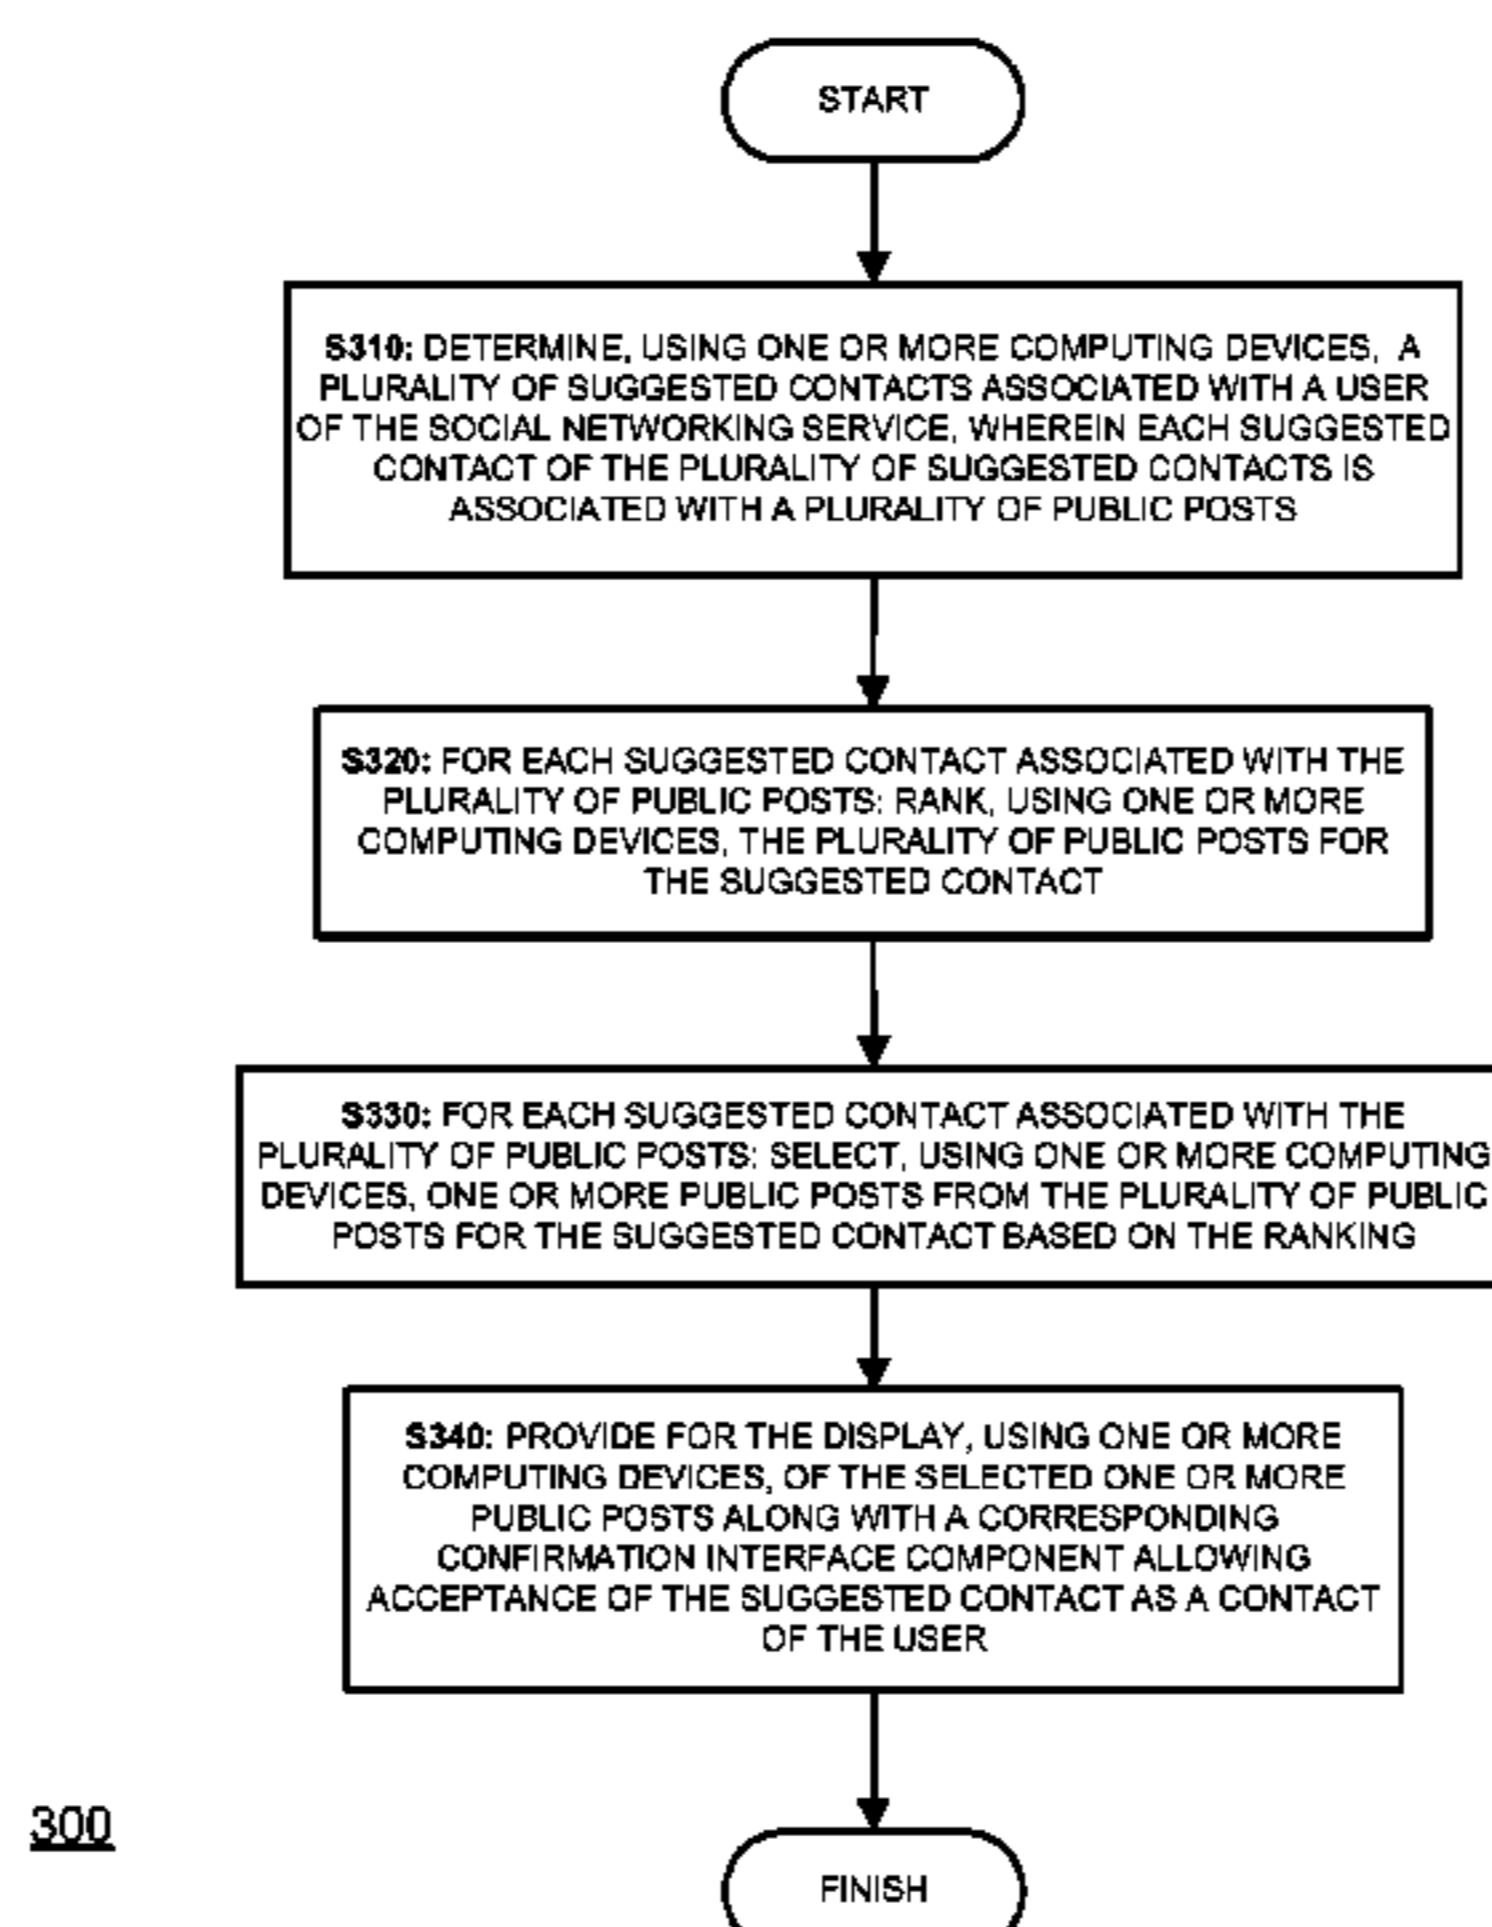 START
S310: DETERMINE, USING ONE OR MORE COMPUTING DEVICES, A
PLURALITY OF SUGGESTED CONTACTS ASSOCIATED WITH A USER
OF THE SOCIAL NETWORKING SERVICE, WHEREIN EACH SUGGESTED
CONTACT OF THE PLURALITY OF SUGGESTED CONTACTS IS
ASSOCIATED WITH A PLURALITY OF PUBLIC POSTS
S320: FOR EACH SUGGESTED CONTACT ASSOCIATED WITH THE
PLURALITY OF PUBLIC POSTS: RANK, USING ONE OR MORE
COMPUTING DEVICES, THE PLURALITY OF PUBLIC POSTS FOR
THE SUGGESTED CONTACT
S330: FOR EACH SUGGESTED CONTACT ASSOCIATED WITH THE
PLURALITY OF PUBLIC POSTS: SELECT, USING ONE OR MORE COMPUTING
DEVICES, ONE OR MORE PUBLIC POSTS FROM THE PLURALITY OF PUBLIC
POSTS FOR THE SUGGESTED CONTACT BASED ON THE RANKING
S340: PROVIDE FOR THE DISPLAY, USING ONE OR MORE
COMPUTING DEVICES, OF THE SELECTED ONE OR MORE
PUBLIC POSTS ALONG WITH A CORRESPONDING
CONFIRMATION INTERFACE COMPONENT ALLOWING
ACCEPTANCE OF THE SUGGESTED CONTACT AS A CONTACT
OF THE USER
300
FINISH